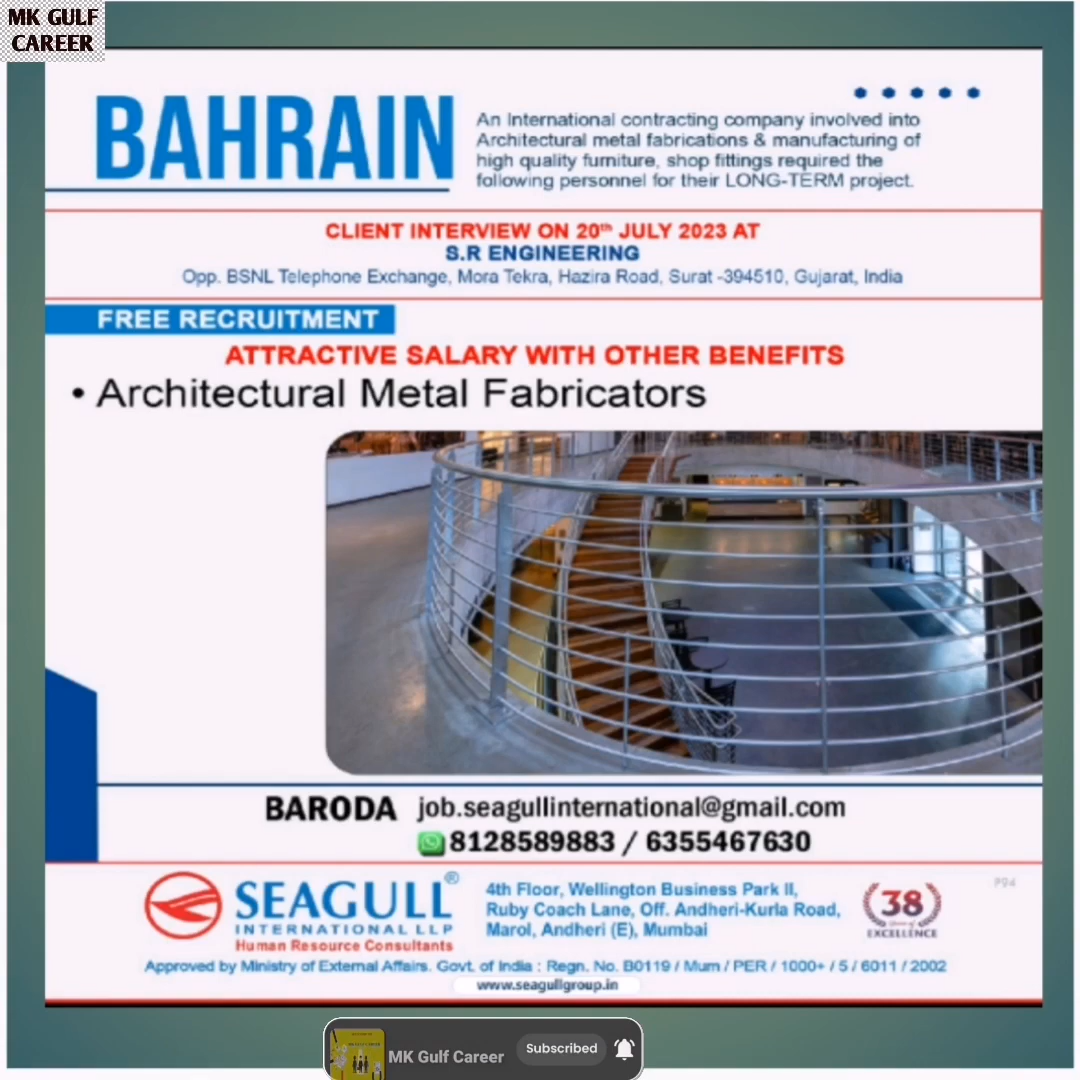 MK GULF
CAREER
BAHRAIN
An International contracting company involved into
Architectural metal fabrications & manufacturing of
high quality furniture, shop fittings required the
following personnel for their LONG-TERM project.
CLIENT INTERVIEW ON 20th JULY 2023 AT
S.R ENGINEERING
Opp. BSNL Telephone Exchange, Mora Tekra, Hazira Road, Surat -394510, Gujarat, India
FREE RECRUITMENT
ATTRACTIVE SALARY WITH OTHER BENEFITS
• Architectural Metal Fabricators
BARODA job.seagullinternational@gmail.com
8128589883 / 6355467630
SEAGULL®
INTERNATIONAL LLP
Human Resource Consultants
4th Floor, Wellington Business Park II,
Ruby Coach Lane, Off. Andheri-Kurla Road,
Marol, Andheri (E), Mumbai
38
Years of
EXCELLENCE
P94
Approved by Ministry of External Affairs. Govt. of India : Regn. No. B0119 / Mum / PER / 1000+ / 5 / 6011 / 2002
www.seagullgroup.in
MK Gulf Career
Subscribed